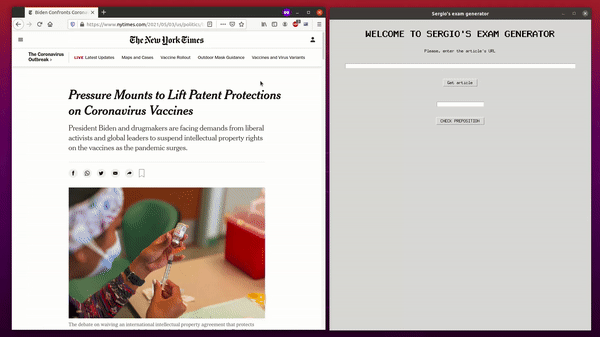 Biden Confronts Corona
https://www.nytimes.com/2021/05/03/us/politics/
The New York Times
The Coronavirus Outbreak ›
LIVE Latest Updates Maps and Cases Vaccine Rollout Outdoor Mask Guidance Vaccines and Virus Variants
Pressure Mounts to Lift Patent Protections
on Coronavirus Vaccines
President Biden and drugmakers are facing demands from liberal
activists and global leaders to suspend intellectual property rights
on the vaccines as the pandemic surges.
The debate on waiving an international intellectual property agreement that protects
Sergio's exam generator
WELCOME TO SERGIO'S EXAM GENERATOR
Please, enter the article's URL
Get article
CHECK PREPOSITION